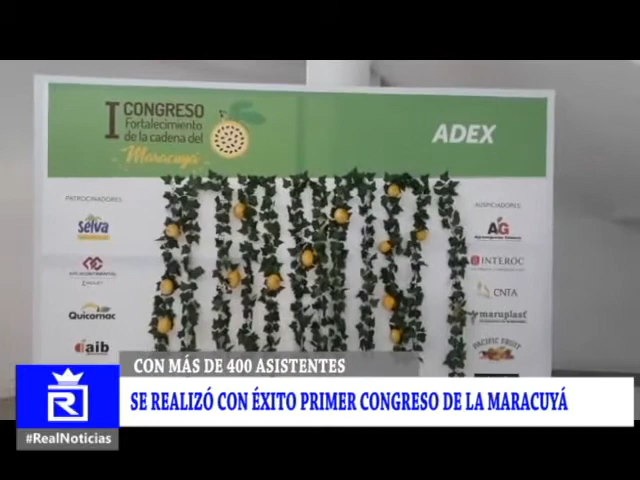 I CONGRESO
Fortalecimiento
de la cadena del
Maracuyá
ADEX
PATROCINADORES
AUSPICIADORES
selva
AG
INTEROC
CNTA
Quicornac
maruplast
aib
PACIFIC FRUIT
CON MÁS DE 400 ASISTENTES
SE REALIZÓ CON ÉXITO PRIMER CONGRESO DE LA MARACUYÁ
R
#RealNoticias